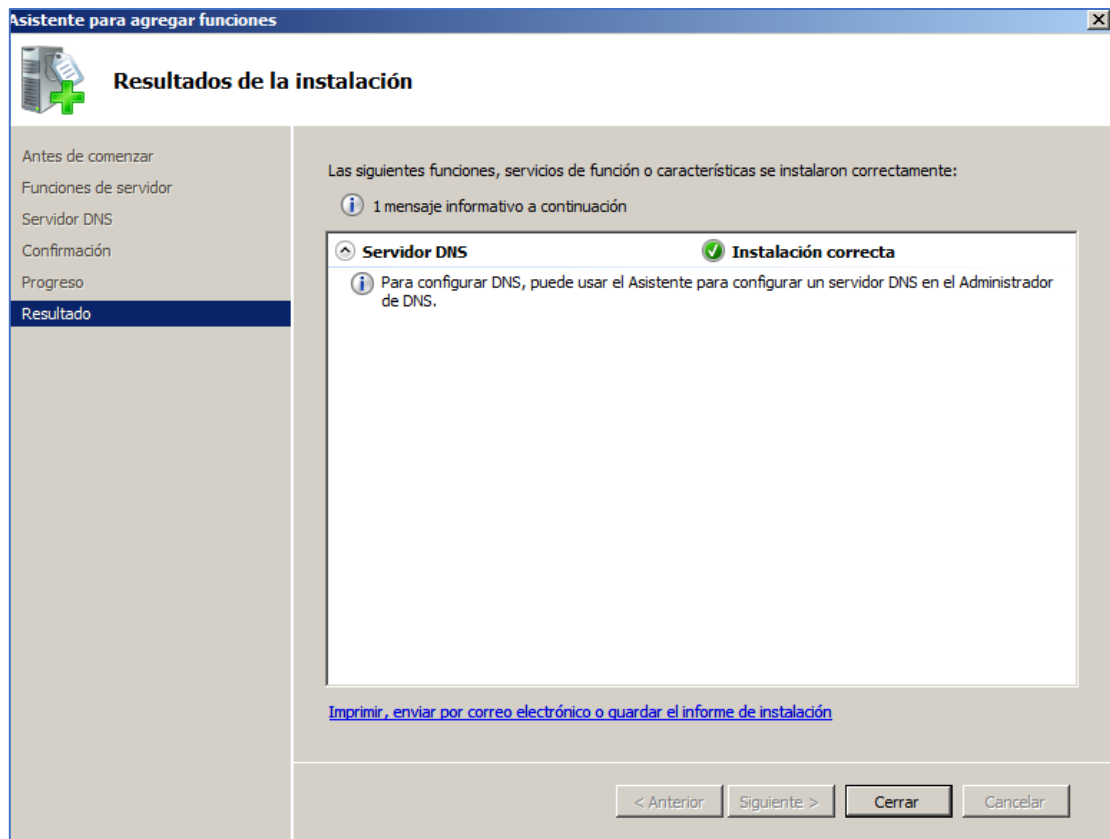 Asistente para agregar funciones
Resultados de la instalación
Antes de comenzar
Funciones de servidor
Servidor DNS
Confirmación
Progreso
Resultado
Las siguientes funciones, servicios de función o características se instalaron correctamente:
1 mensaje informativo a continuación
Servidor DNS Instalación correcta
Para configurar DNS, puede usar el Asistente para configurar un servidor DNS en el Administrador
de DNS.
Imprimir, enviar por correo electrónico o guardar el informe de instalación
< Anterior Siguiente > Cerrar Cancelar